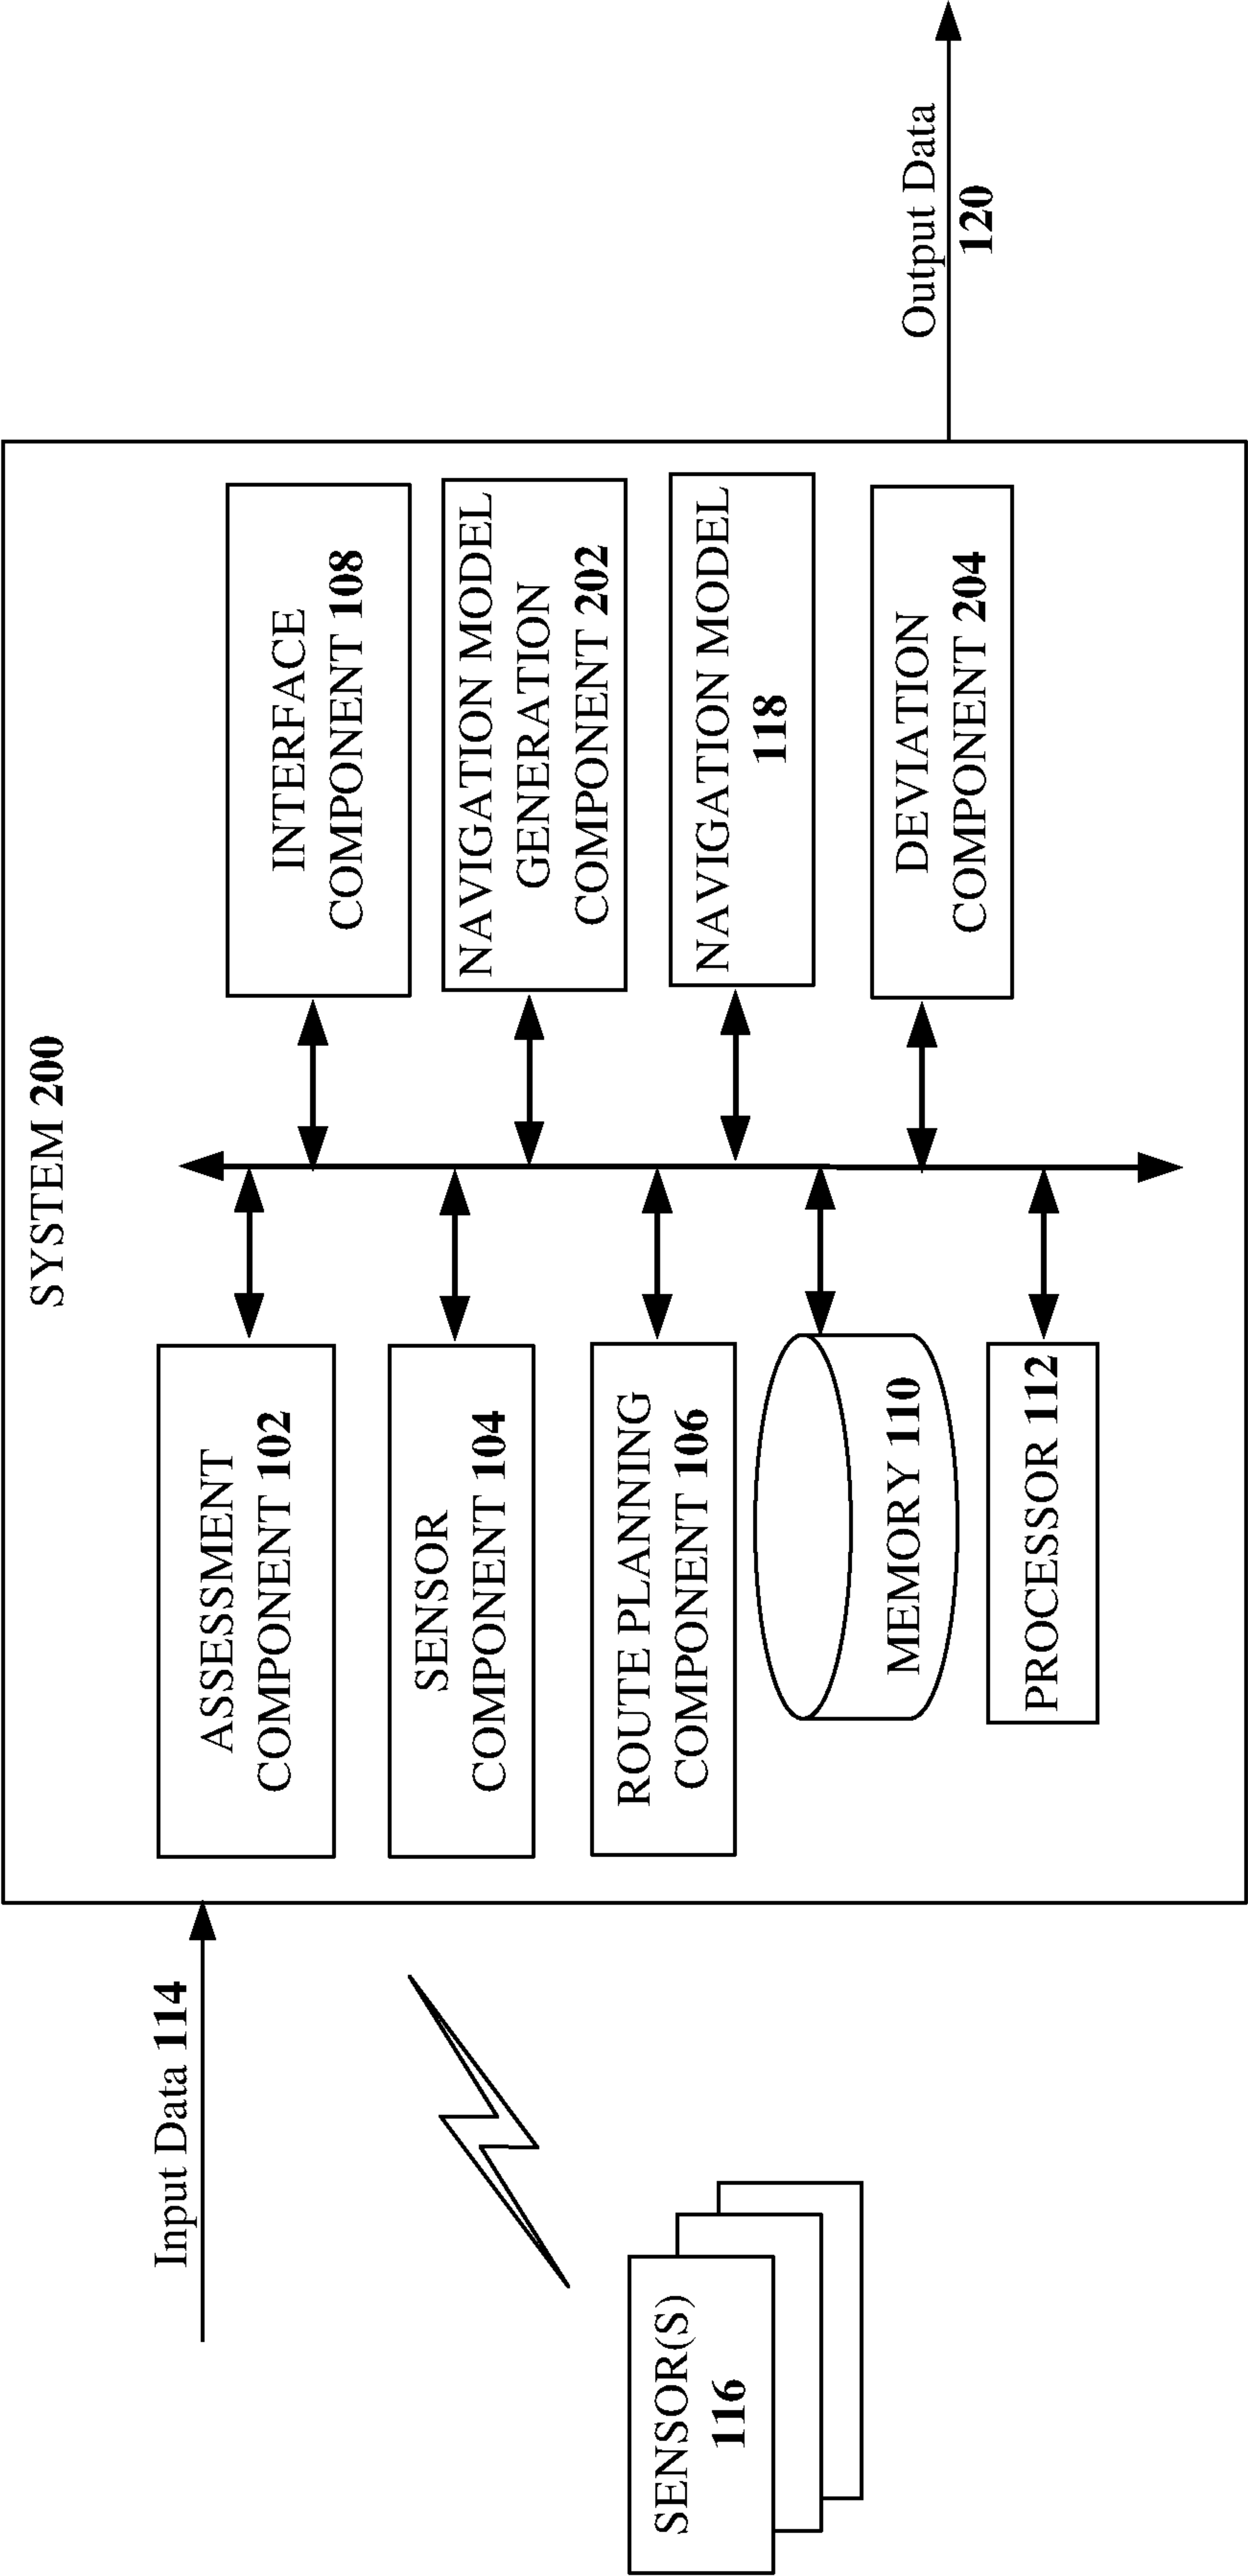 SYSTEM 200
Input Data 114
ASSESSMENT
COMPONENT 102
SENSOR
COMPONENT 104
ROUTE PLANNING
COMPONENT 106
MEMORY 110
PROCESSOR 112
INTERFACE
COMPONENT 108
NAVIGATION MODEL
GENERATION
COMPONENT 202
NAVIGATION MODEL
118
DEVIATION
COMPONENT 204
SENSOR(S)
116
Output Data
120